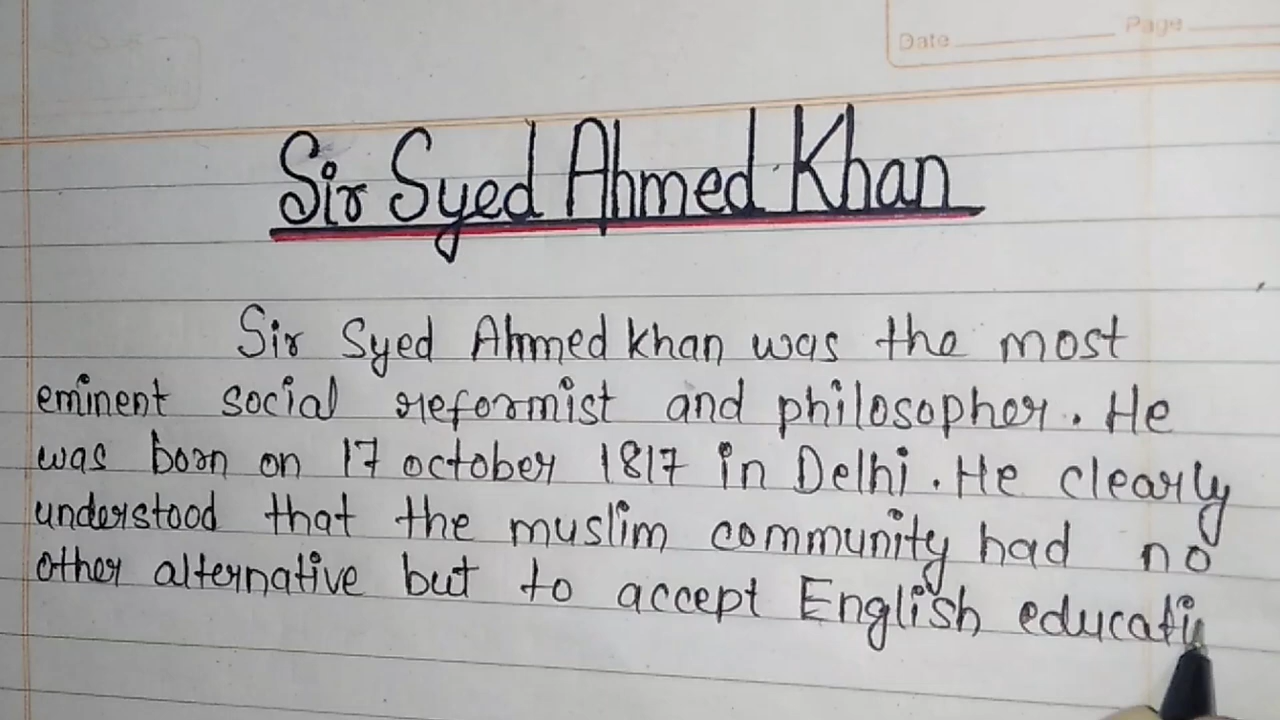 Date
Page
Sir Syed Ahmed Khan
Sir Syed Ahmed khan was the most
eminent social reformist and philosopher. He
was born on 17 october 1817 in Delhi. He clearly
understood that the muslim community had no
other alternative but to accept English educati